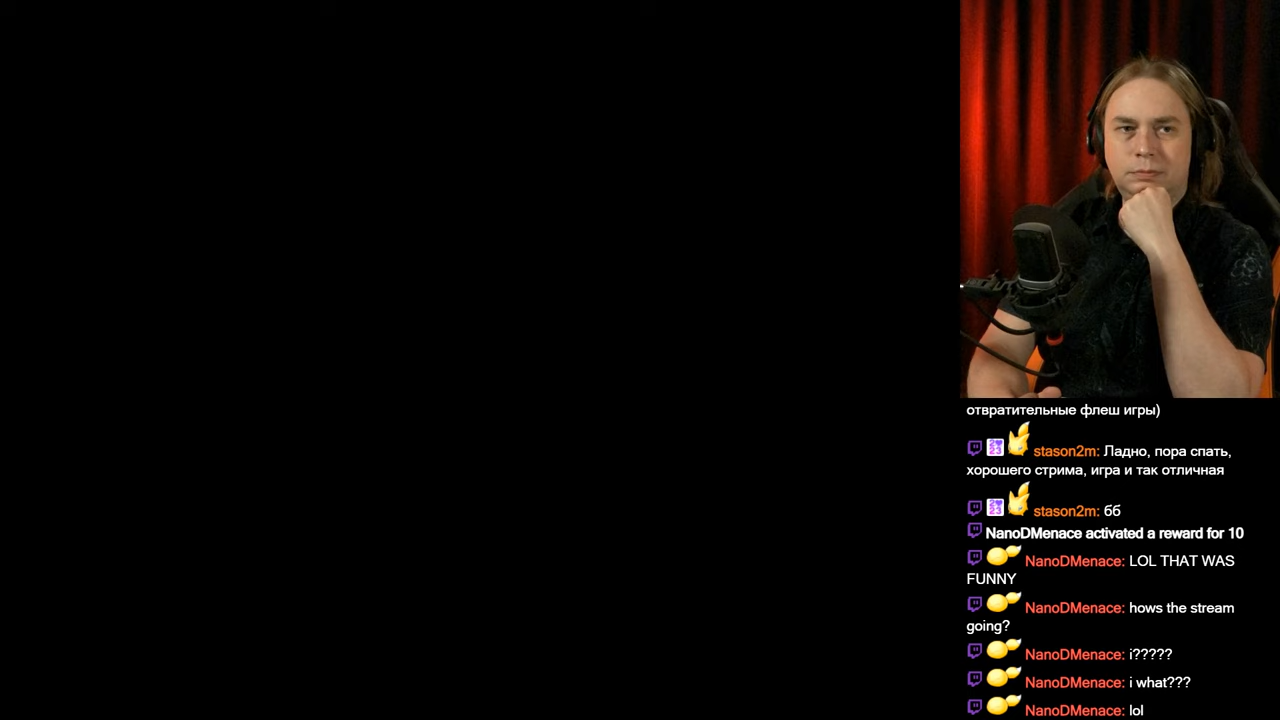 отвратительные флеш игры)
stason2m: Ладно, пора спать,
хорошего стрима, игра и так отличная
stason2m: бб
NanoDMenace activated a reward for 10
NanoDMenace: LOL THAT WAS
FUNNY
NanoDMenace: hows the stream
going?
NanoDMenace: i?????
NanoDMenace: i what???
NanoDMenace: lol